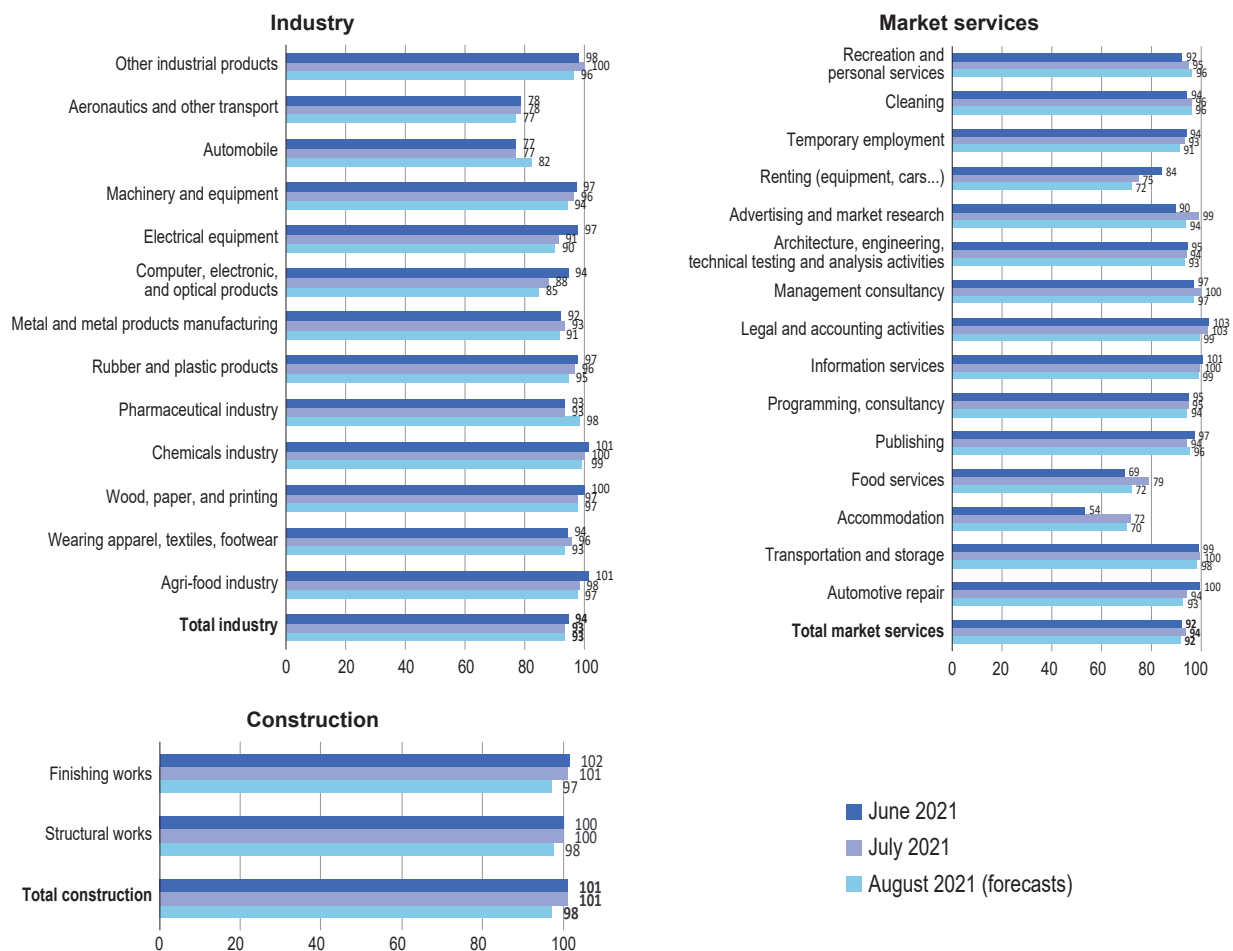 Industry
Other industrial products
98
100
96
Aeronautics and other transport
78
78
77
Automobile
77
77
82
Machinery and equipment
97
96
94
Electrical equipment
97
91
90
Computer, electronic,
and optical products
94
88
85
Metal and metal products manufacturing
92
93
91
Rubber and plastic products
97
96
95
Pharmaceutical industry
93
93
98
Chemicals industry
101
100
99
Wood, paper, and printing
100
97
97
Wearing apparel, textiles, footwear
94
96
93
Agri-food industry
101
98
97
Total industry
94
93
93
0 20 40 60 80 100
Market services
Recreation and
personal services
92
95
96
Cleaning
94
96
96
Temporary employment
94
93
91
Renting (equipment, cars...)
84
75
72
Advertising and market research
90
99
94
Architecture, engineering,
technical testing and analysis activities
95
94
93
Management consultancy
97
100
97
Legal and accounting activities
103
103
99
Information services
101
100
99
Programming, consultancy
95
95
94
Publishing
97
94
96
Food services
69
79
72
Accommodation
54
72
70
Transportation and storage
99
100
98
Automotive repair
100
94
93
Total market services
92
94
92
0 20 40 60 80 100
Construction
Finishing works
102
101
97
Structural works
100
100
98
Total construction
101
101
98
0 20 40 60 80 100
June 2021
July 2021
August 2021 (forecasts)